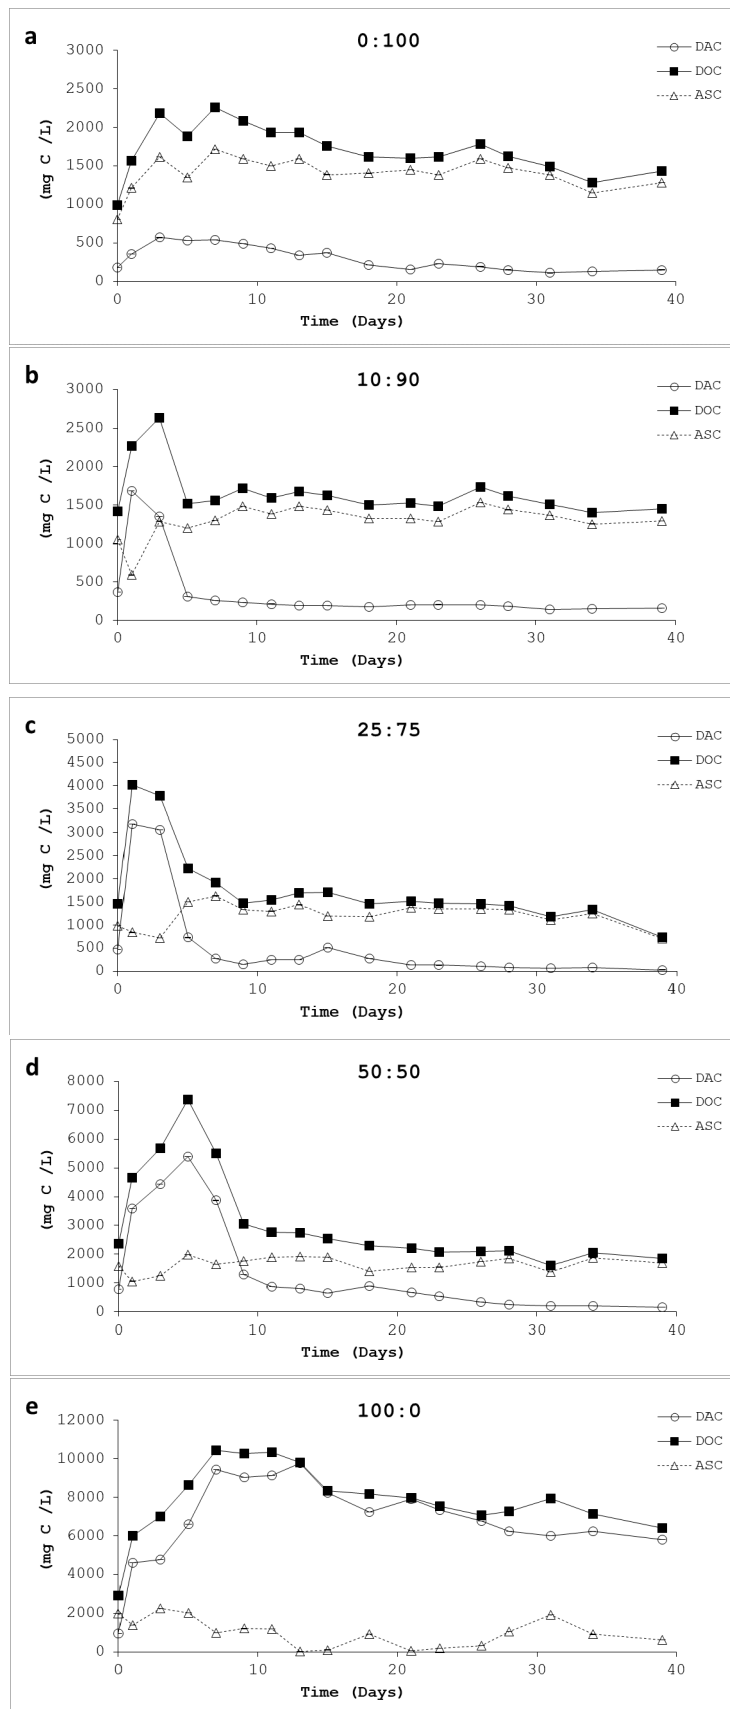 a
0:100
DAC
DOC
ASC
(mg C /L)
3000
2500
2000
1500
1000
500
0
0 10 20 30 40
Time (Days)
b
10:90
DAC
DOC
ASC
(mg C /L)
3000
2500
2000
1500
1000
500
0
0 10 20 30 40
Time (Days)
c
25:75
DAC
DOC
ASC
(mg C /L)
5000
4500
4000
3500
3000
2500
2000
1500
1000
500
0
0 10 20 30 40
Time (Days)
d
50:50
DAC
DOC
ASC
(mg C /L)
8000
7000
6000
5000
4000
3000
2000
1000
0
0 10 20 30 40
Time (Days)
e
100:0
DAC
DOC
ASC
(mg C /L)
12000
10000
8000
6000
4000
2000
0
0 10 20 30 40
Time (Days)